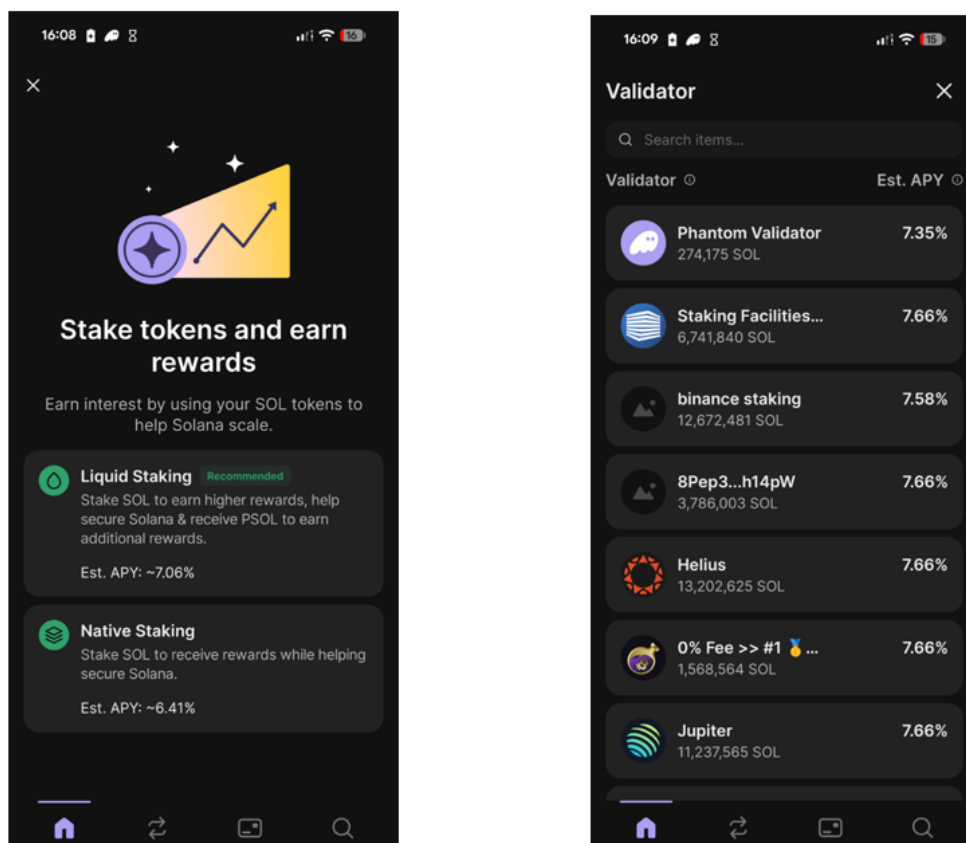 16:08
16
Stake tokens and earn
rewards
Earn interest by using your SOL tokens to
help Solana scale.
Liquid Staking Recommended
Stake SOL to earn higher rewards, help
secure Solana & receive PSOL to earn
additional rewards.
Est. APY: ~7.06%
Native Staking
Stake SOL to receive rewards while helping
secure Solana.
Est. APY: ~6.41%
16:09
15
Validator
Search items...
Validator Est. APY
Phantom Validator 7.35%
274,175 SOL
Staking Facilities... 7.66%
6,741,840 SOL
binance staking 7.58%
12,672,481 SOL
8Pep3...h14pW 7.66%
3,786,003 SOL
Helius 7.66%
13,202,625 SOL
0% Fee >> #1 🥇 ... 7.66%
1,568,564 SOL
Jupiter 7.66%
11,237,565 SOL